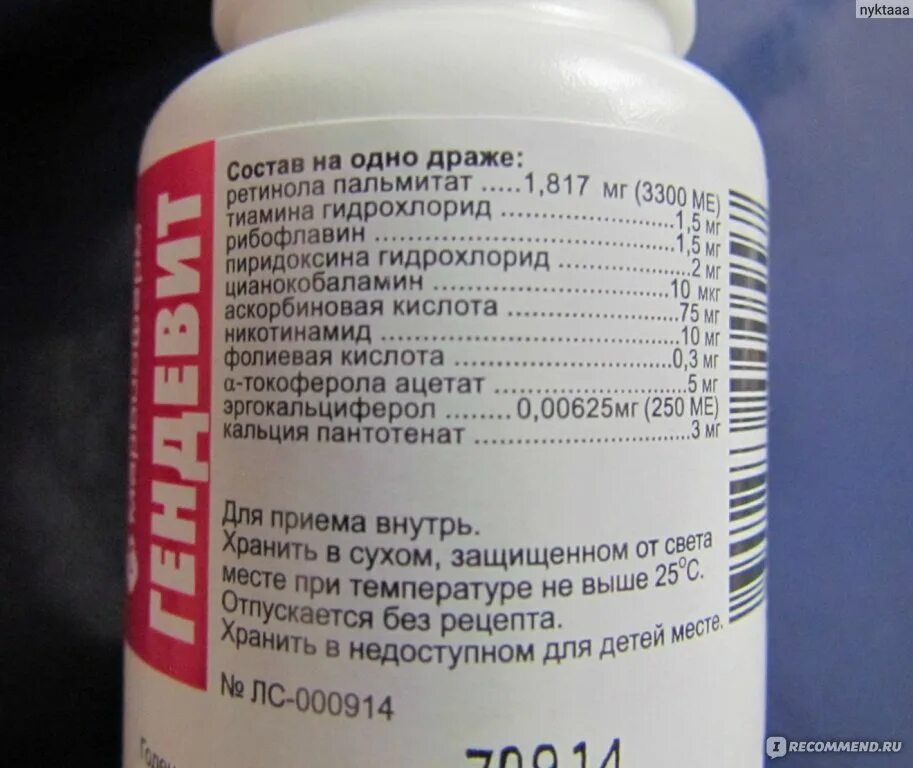 nyktaaa
ГЕНДЕВИТ
Состав на одно драже:
ретинола пальмитат .....1,817 мг (3300 МЕ)
тиамина гидрохлорид ........................1,5 мг
рибофлавин .........................................1,5 мг
пиридоксина гидрохлорид ..................2 мг
цианокобаламин ................................10 мкг
аскорбиновая кислота ........................75 мг
никотинамид ........................................10 мг
фолиевая кислота .............................0,3 мг
α-токоферола ацетат ...........................5 мг
эргокальциферол ........ 0,00625мг (250 МЕ)
кальция пантотенат .............................3 мг
Для приема внутрь.
Хранить в сухом, защищенном от света
месте при температуре не выше 25°С.
Отпускается без рецепта.
Хранить в недоступном для детей месте.
№ ЛС-000914
70914
I RECOMMEND.RU